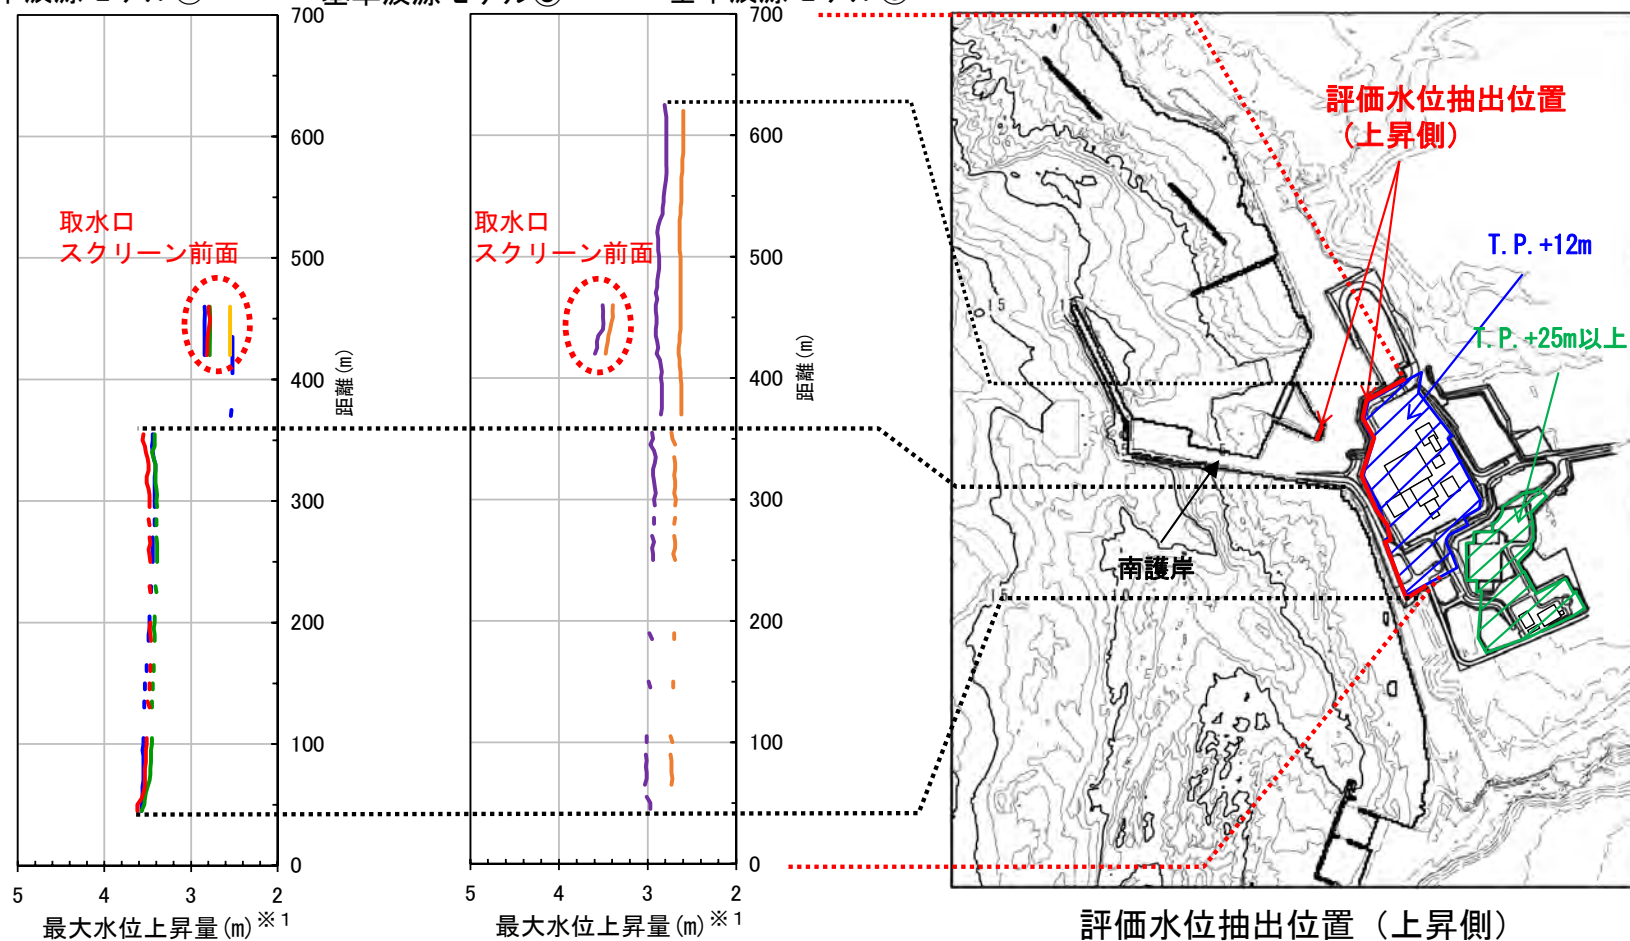 700
600
500
400
300
200
100
0
5
4
3
2
距離(m)
取水口
スクリーン前面
最大水位上昇量(m)※1
700
600
500
400
300
200
100
0
5
4
3
2
距離(m)
取水口
スクリーン前面
最大水位上昇量(m)※1
評価水位抽出位置
(上昇側)
T.P.+12m
T.P.+25m以上
15
南護岸
評価水位抽出位置(上昇側)